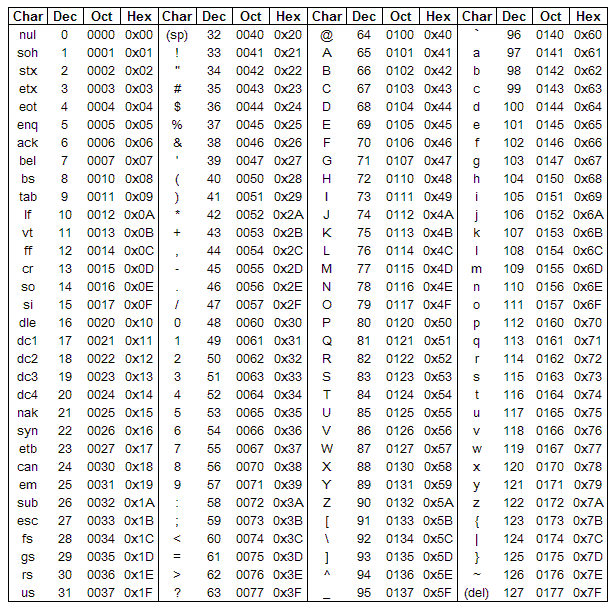 Char Dec Oct Hex Char Dec Oct Hex Char Dec Oct Hex Char Dec Oct Hex
nul 0 0000 0x00 (sp) 32 0040 0x20 @ 64 0100 0x40 ` 96 0140 0x60
soh 1 0001 0x01 ! 33 0041 0x21 A 65 0101 0x41 a 97 0141 0x61
stx 2 0002 0x02 " 34 0042 0x22 B 66 0102 0x42 b 98 0142 0x62
etx 3 0003 0x03 # 35 0043 0x23 C 67 0103 0x43 c 99 0143 0x63
eot 4 0004 0x04 $ 36 0044 0x24 D 68 0104 0x44 d 100 0144 0x64
enq 5 0005 0x05 % 37 0045 0x25 E 69 0105 0x45 e 101 0145 0x65
ack 6 0006 0x06 & 38 0046 0x26 F 70 0106 0x46 f 102 0146 0x66
bel 7 0007 0x07 ' 39 0047 0x27 G 71 0107 0x47 g 103 0147 0x67
bs 8 0010 0x08 ( 40 0050 0x28 H 72 0110 0x48 h 104 0150 0x68
tab 9 0011 0x09 ) 41 0051 0x29 I 73 0111 0x49 i 105 0151 0x69
lf 10 0012 0x0A * 42 0052 0x2A J 74 0112 0x4A j 106 0152 0x6A
vt 11 0013 0x0B + 43 0053 0x2B K 75 0113 0x4B k 107 0153 0x6B
ff 12 0014 0x0C , 44 0054 0x2C L 76 0114 0x4C l 108 0154 0x6C
cr 13 0015 0x0D - 45 0055 0x2D M 77 0115 0x4D m 109 0155 0x6D
so 14 0016 0x0E . 46 0056 0x2E N 78 0116 0x4E n 110 0156 0x6E
si 15 0017 0x0F / 47 0057 0x2F O 79 0117 0x4F o 111 0157 0x6F
dle 16 0020 0x10 0 48 0060 0x30 P 80 0120 0x50 p 112 0160 0x70
dc1 17 0021 0x11 1 49 0061 0x31 Q 81 0121 0x51 q 113 0161 0x71
dc2 18 0022 0x12 2 50 0062 0x32 R 82 0122 0x52 r 114 0162 0x72
dc3 19 0023 0x13 3 51 0063 0x33 S 83 0123 0x53 s 115 0163 0x73
dc4 20 0024 0x14 4 52 0064 0x34 T 84 0124 0x54 t 116 0164 0x74
nak 21 0025 0x15 5 53 0065 0x35 U 85 0125 0x55 u 117 0165 0x75
syn 22 0026 0x16 6 54 0066 0x36 V 86 0126 0x56 v 118 0166 0x76
etb 23 0027 0x17 7 55 0067 0x37 W 87 0127 0x57 w 119 0167 0x77
can 24 0030 0x18 8 56 0070 0x38 X 88 0130 0x58 x 120 0170 0x78
em 25 0031 0x19 9 57 0071 0x39 Y 89 0131 0x59 y 121 0171 0x79
sub 26 0032 0x1A : 58 0072 0x3A Z 90 0132 0x5A z 122 0172 0x7A
esc 27 0033 0x1B ; 59 0073 0x3B [ 91 0133 0x5B { 123 0173 0x7B
fs 28 0034 0x1C < 60 0074 0x3C \ 92 0134 0x5C | 124 0174 0x7C
gs 29 0035 0x1D = 61 0075 0x3D ] 93 0135 0x5D } 125 0175 0x7D
rs 30 0036 0x1E > 62 0076 0x3E ^ 94 0136 0x5E ~ 126 0176 0x7E
us 31 0037 0x1F ? 63 0077 0x3F _ 95 0137 0x5F (del) 127 0177 0x7F